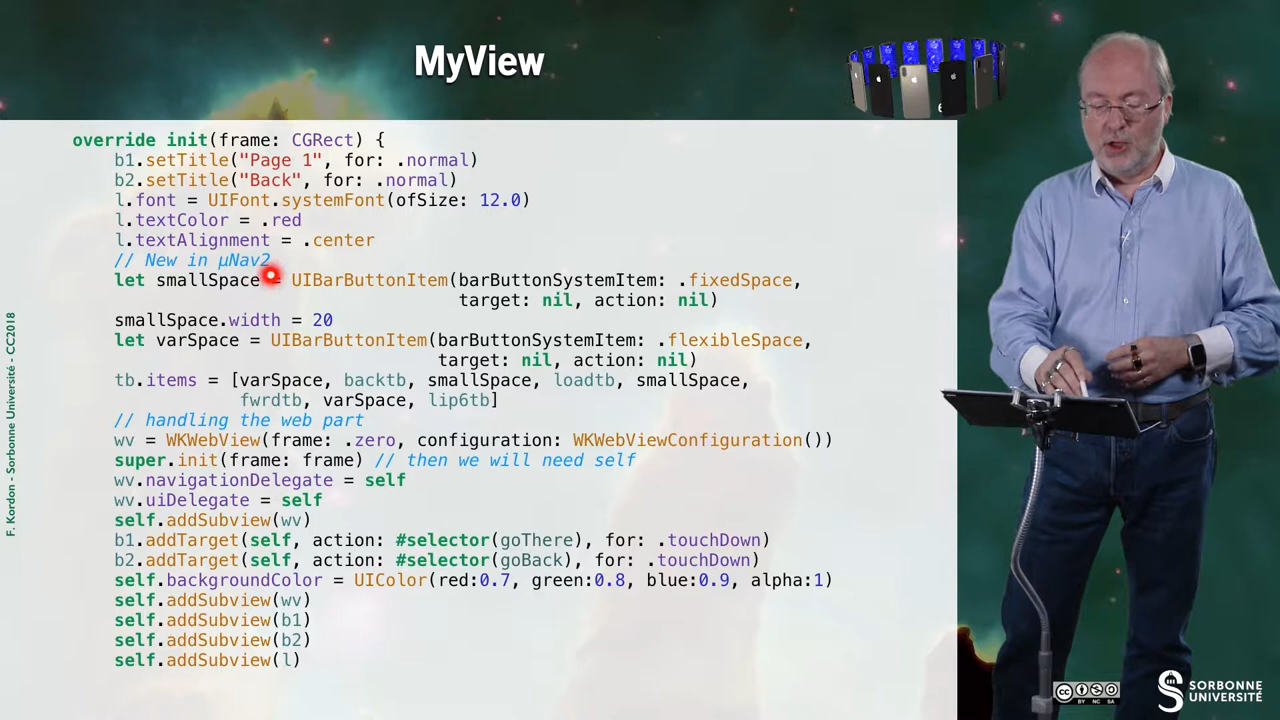 MyView
override init(frame: CGRect) {
b1.setTitle("Page 1", for: .normal)
b2.setTitle("Back", for: .normal)
l.font = UIFont.systemFont(ofSize: 12.0)
l.textColor = .red
l.textAlignment = .center
// New in µNav2
let smallSpace = UIBarButtonItem(barButtonSystemItem: .fixedSpace,
target: nil, action: nil)
smallSpace.width = 20
let varSpace = UIBarButtonItem(barButtonSystemItem: .flexibleSpace,
target: nil, action: nil)
tb.items = [varSpace, backtb, smallSpace, loadtb, smallSpace,
fwrdtb, varSpace, lip6tb]
// handling the web part
wv = WKWebView(frame: .zero, configuration: WKWebViewConfiguration())
super.init(frame: frame) // then we will need self
wv.navigationDelegate = self
wv.uiDelegate = self
self.addSubview(wv)
b1.addTarget(self, action: #selector(goThere), for: .touchDown)
b2.addTarget(self, action: #selector(goBack), for: .touchDown)
self.backgroundColor = UIColor(red:0.7, green:0.8, blue:0.9, alpha:1)
self.addSubview(wv)
self.addSubview(b1)
self.addSubview(b2)
self.addSubview(l)
F. Kordon - Sorbonne Université - CC2018
BY NC SA
SORBONNE
UNIVERSITÉ